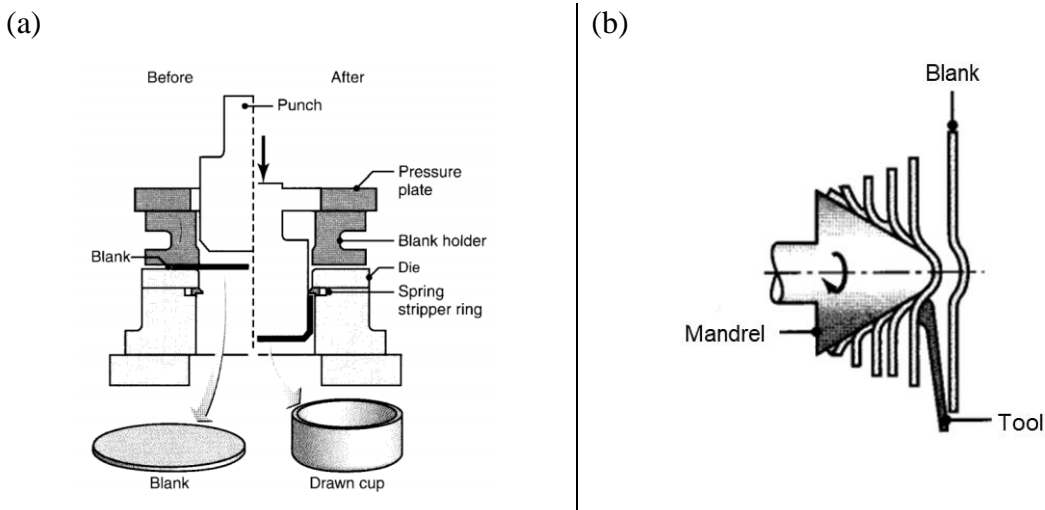 (a)
Before
After
Punch
Pressure
plate
Blank holder
Blank
Die
Spring
stripper ring
Blank
Drawn cup
(b)
Blank
Mandrel
Tool